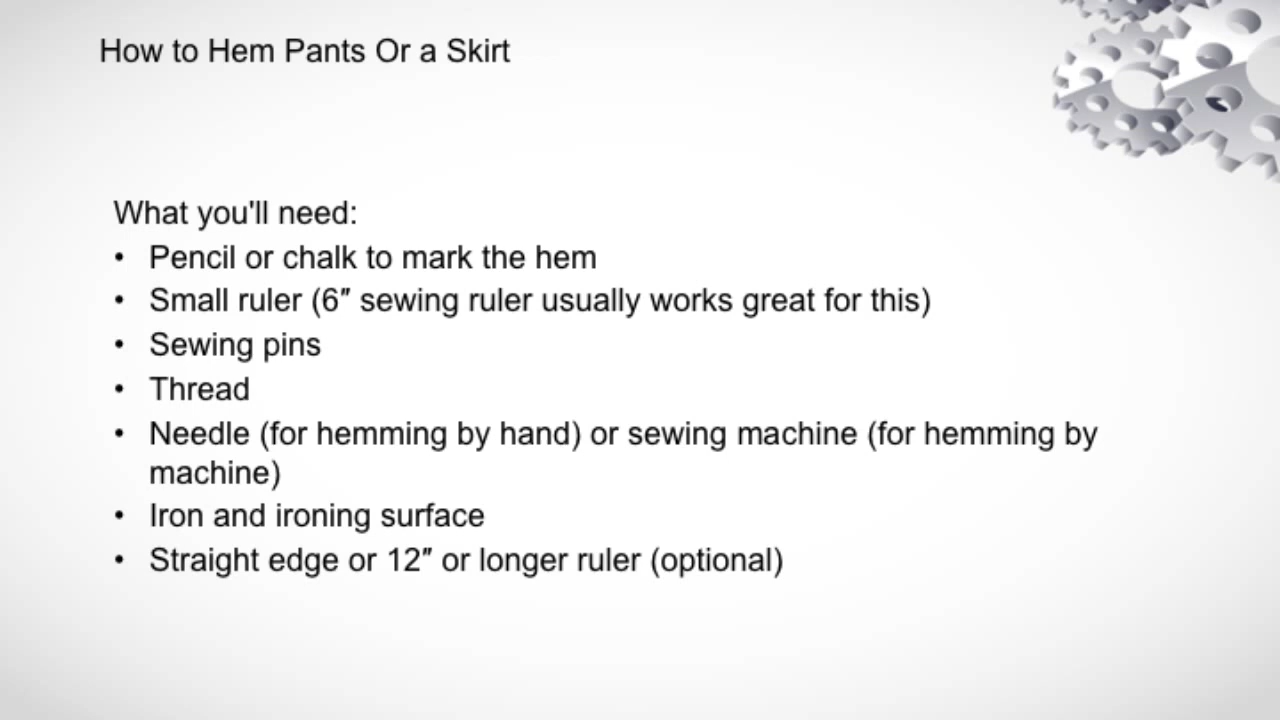 How to Hem Pants Or a Skirt
What you'll need:
• Pencil or chalk to mark the hem
• Small ruler (6″ sewing ruler usually works great for this)
• Sewing pins
• Thread
• Needle (for hemming by hand) or sewing machine (for hemming by
machine)
• Iron and ironing surface
• Straight edge or 12″ or longer ruler (optional)